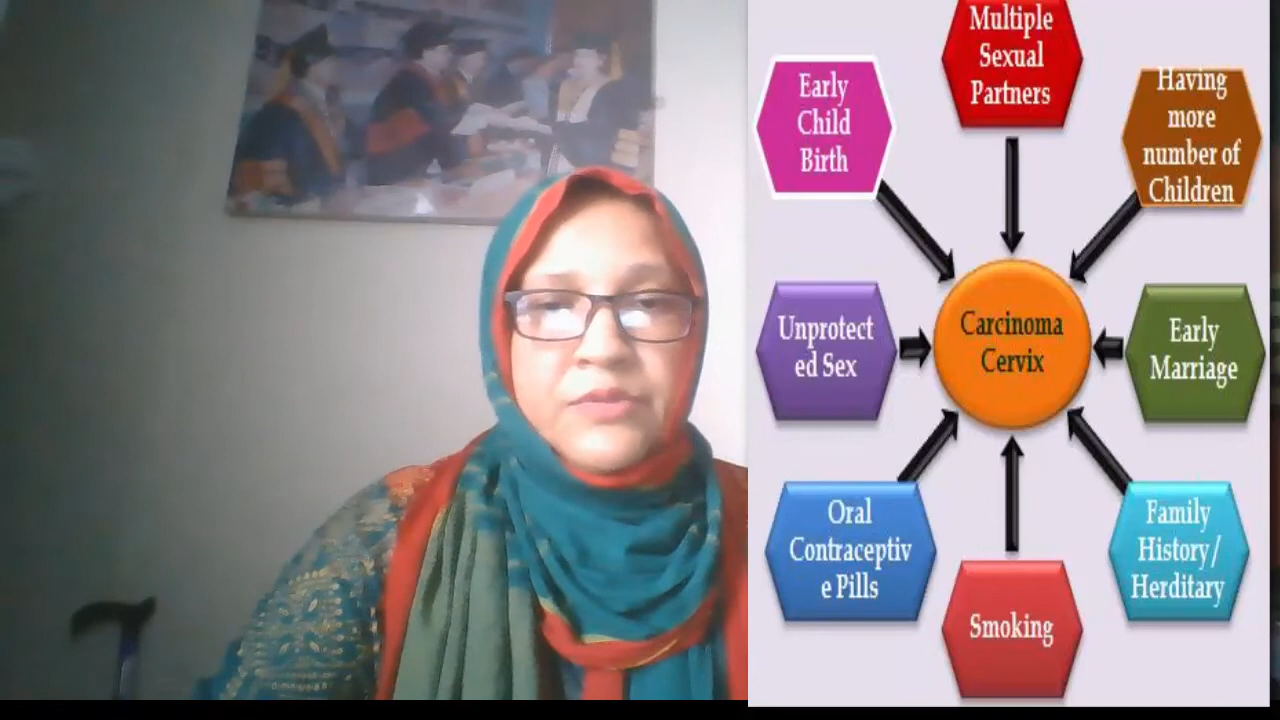 Multiple
Sexual
Partners
Early
Child
Birth
Having
more
number of
Children
Unprotect
ed Sex
Carcinoma
Cervix
Early
Marriage
Oral
Contraceptiv
e Pills
Family
History/
Herditary
Smoking